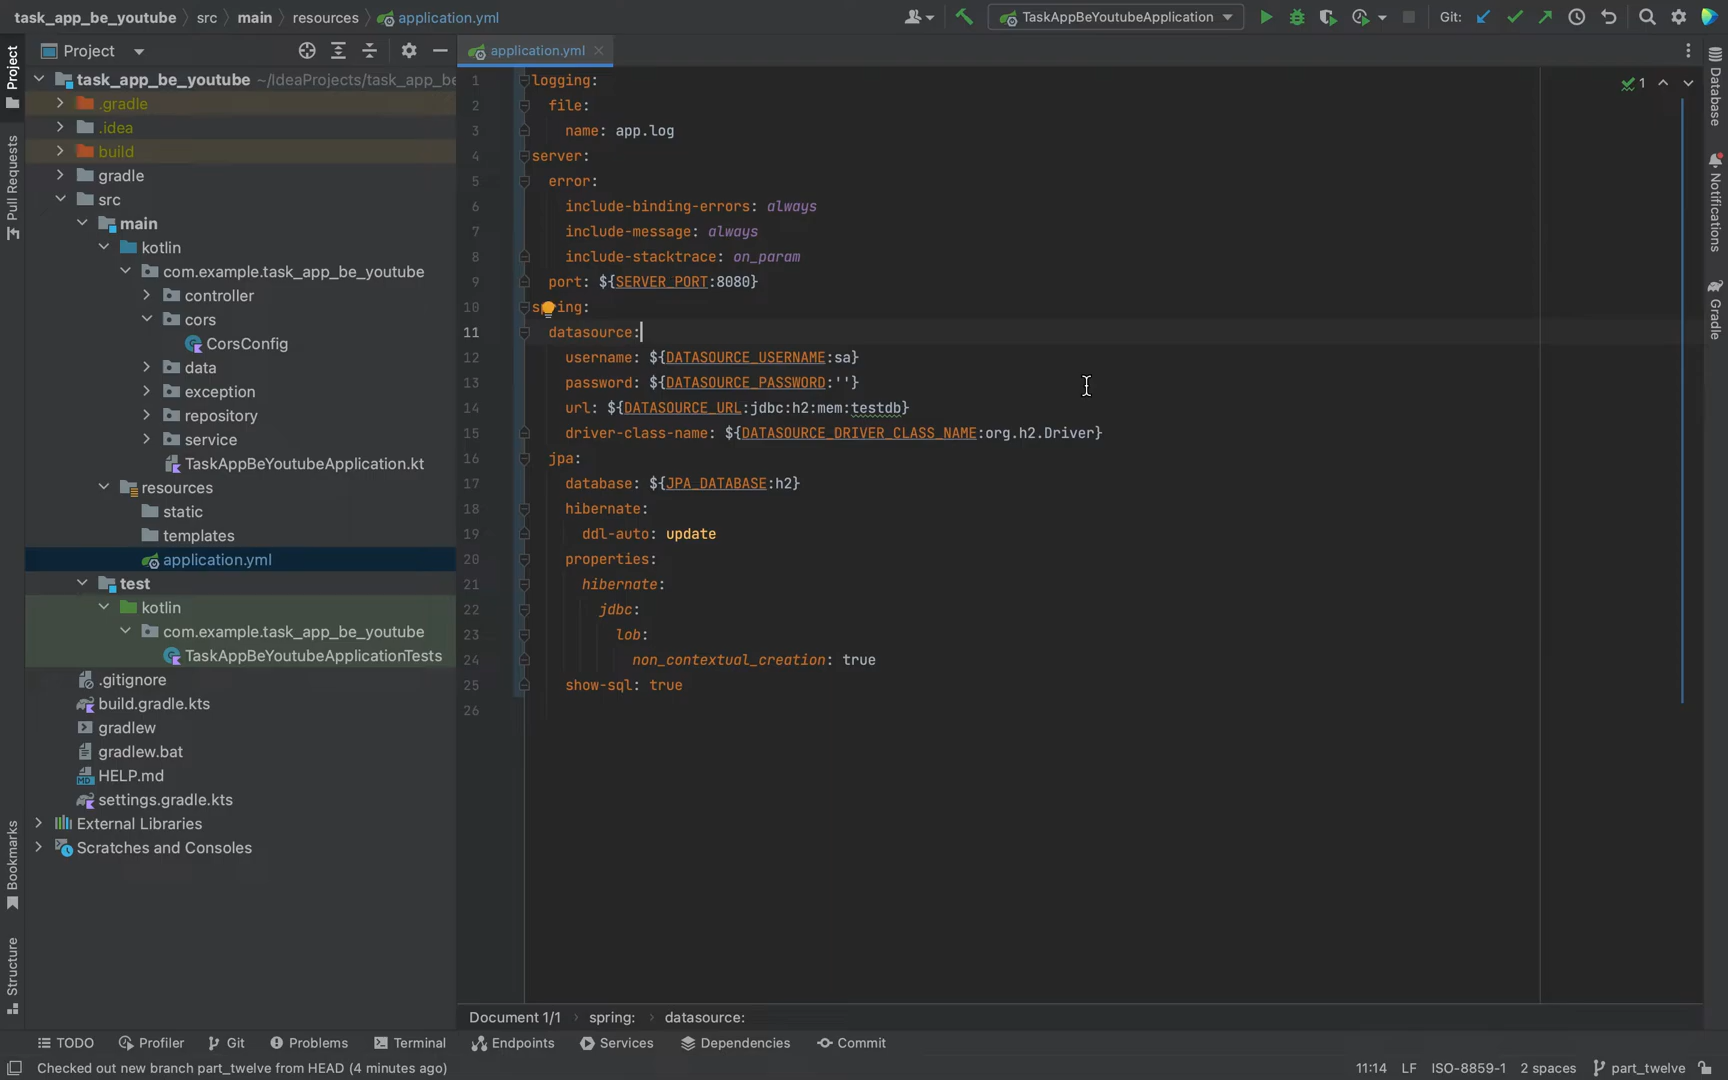 task_app_be_youtube src main resources application.yml
TaskAppBeYoutubeApplication
Git:
Project
application.yml
Project
Pull Requests
Bookmarks
Structure
task_app_be_youtube ~/IdeaProjects/task_app_be
.gradle
.idea
build
gradle
src
main
kotlin
com.example.task_app_be_youtube
controller
cors
CorsConfig
data
exception
repository
service
TaskAppBeYoutubeApplication.kt
resources
static
templates
application.yml
test
kotlin
com.example.task_app_be_youtube
TaskAppBeYoutubeApplicationTests
.gitignore
build.gradle.kts
gradlew
gradlew.bat
HELP.md
settings.gradle.kts
External Libraries
Scratches and Consoles
1 logging:
2 file:
3 name: app.log
4 server:
5 error:
6 include-binding-errors: always
7 include-message: always
8 include-stacktrace: on_param
9 port: ${SERVER_PORT:8080}
10 spring:
11 datasource:
12 username: ${DATASOURCE_USERNAME:sa}
13 password: ${DATASOURCE_PASSWORD:''}
14 url: ${DATASOURCE_URL:jdbc:h2:mem:testdb}
15 driver-class-name: ${DATASOURCE_DRIVER_CLASS_NAME:org.h2.Driver}
16 jpa:
17 database: ${JPA_DATABASE:h2}
18 hibernate:
19 ddl-auto: update
20 properties:
21 hibernate:
22 jdbc:
23 lob:
24 non_contextual_creation: true
25 show-sql: true
26
1
Database
Notifications
Gradle
Document 1/1 spring: datasource:
TODO Profiler Git Problems Terminal Endpoints Services Dependencies Commit
Checked out new branch part_twelve from HEAD (4 minutes ago)
11:14 LF ISO-8859-1 2 spaces part_twelve